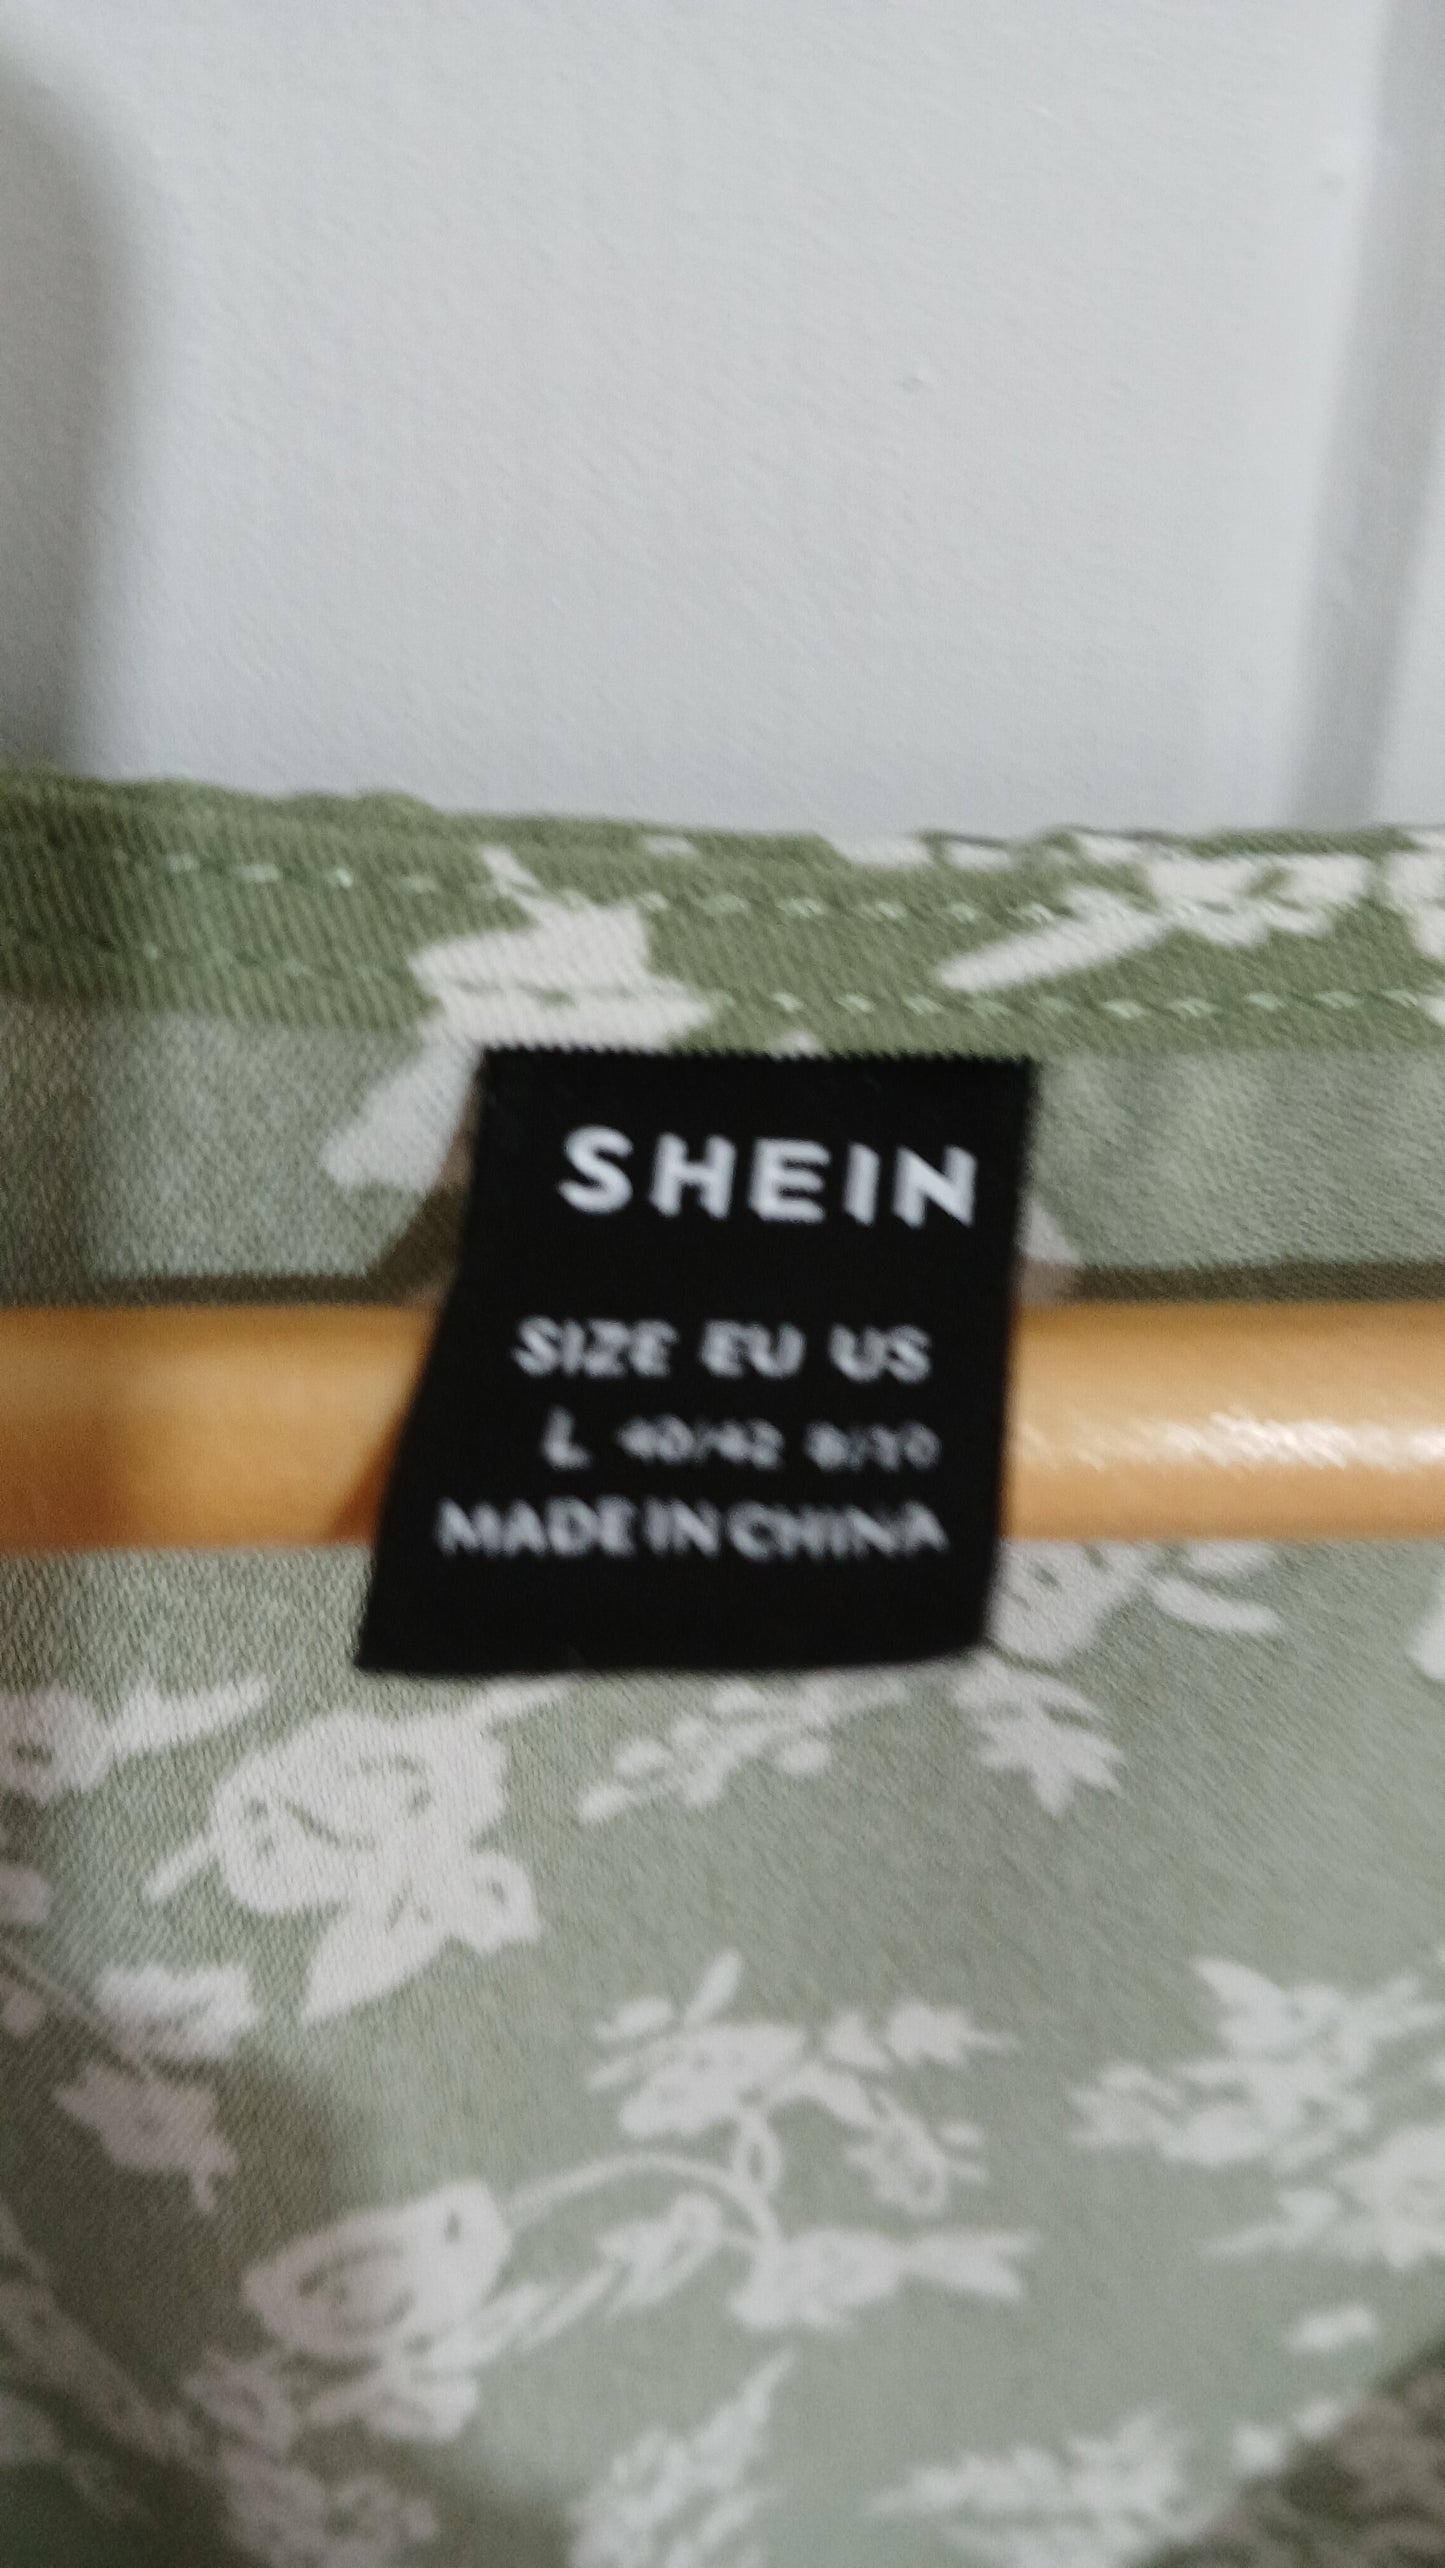 SHEIN
SIZE EU US
L 40/42 8/10
MADE IN CHINA